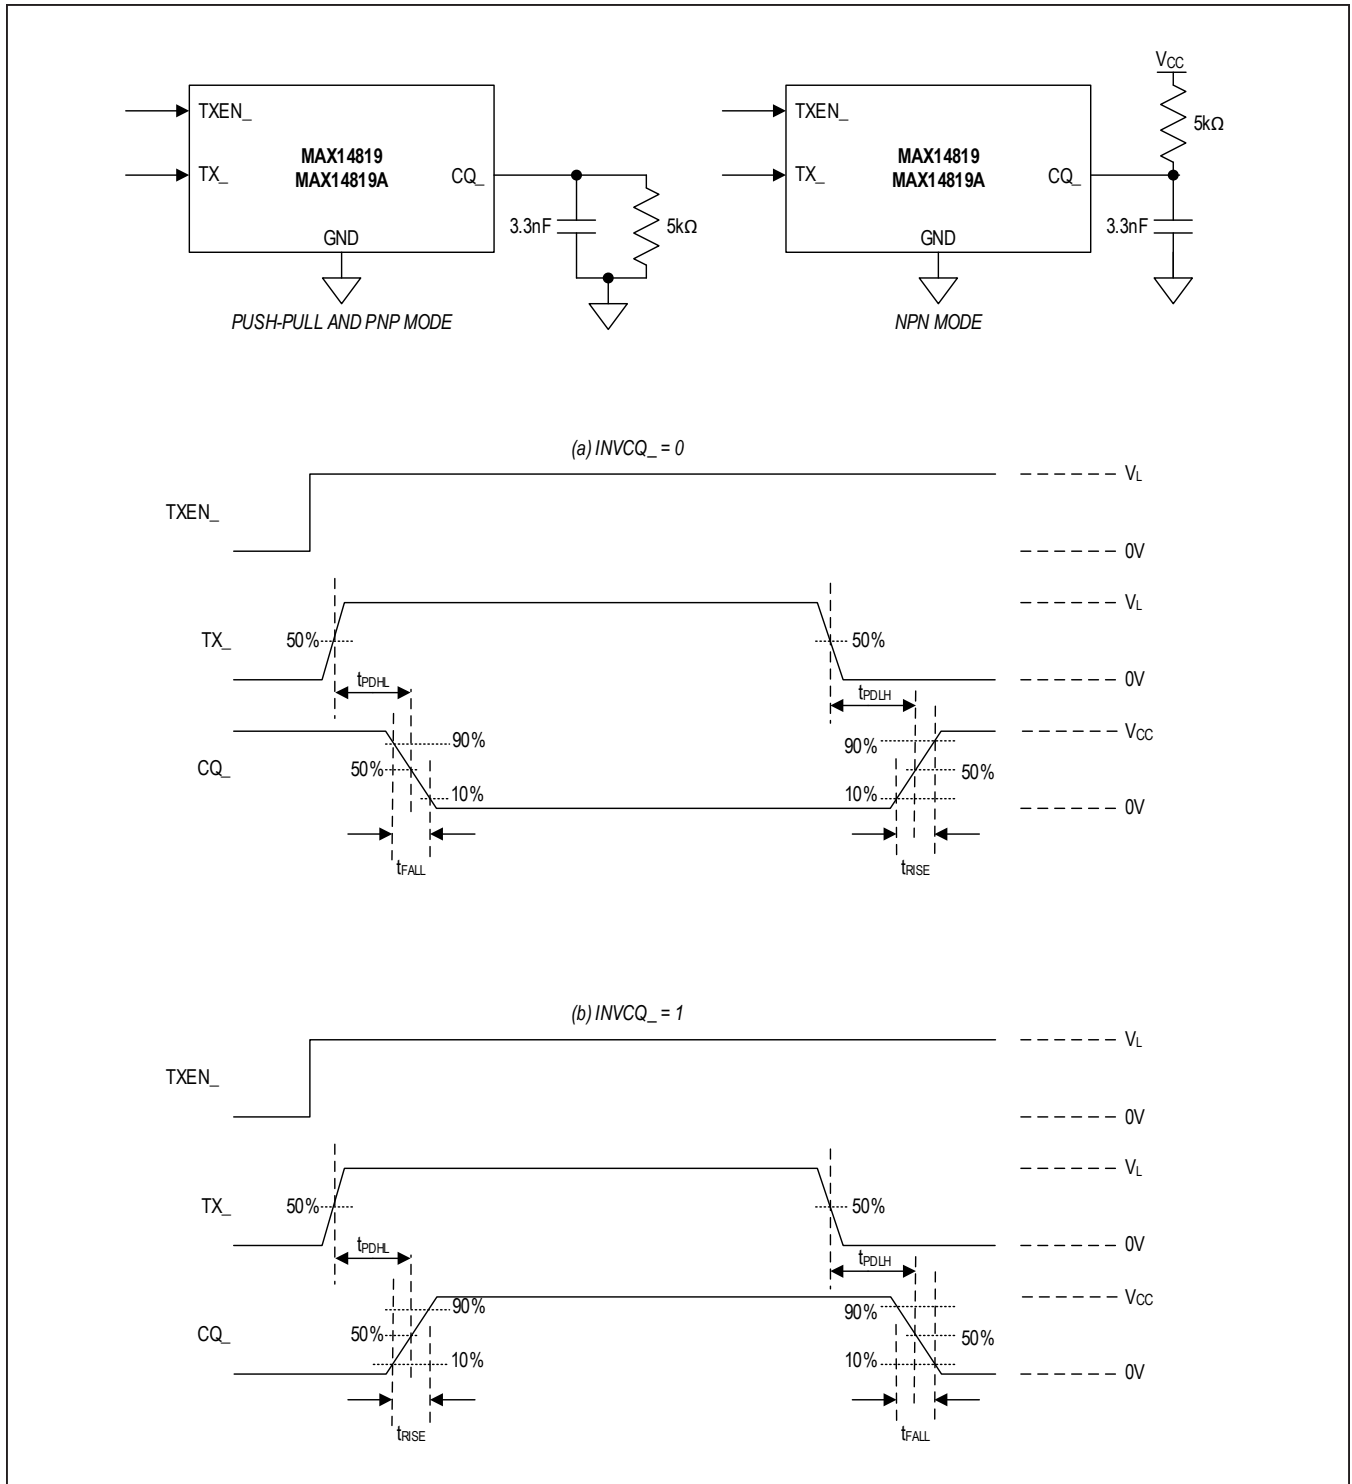 VCC
TXEN_
TX_
MAX14819
MAX14819A
CQ_
GND
3.3nF
5kΩ
PUSH-PULL AND PNP MODE
TXEN_
TX_
MAX14819
MAX14819A
CQ_
GND
5kΩ
3.3nF
NPN MODE
(a) INVCQ_ = 0
TXEN_
VL
0V
TX_
50%
50%
VL
0V
tPDHL
tPDLH
CQ_
90%
50%
10%
90%
50%
10%
VCC
0V
tFALL
tRISE
(b) INVCQ_ = 1
TXEN_
VL
0V
TX_
50%
50%
VL
0V
tPDHL
tPDLH
CQ_
90%
50%
10%
90%
50%
10%
VCC
0V
tRISE
tFALL